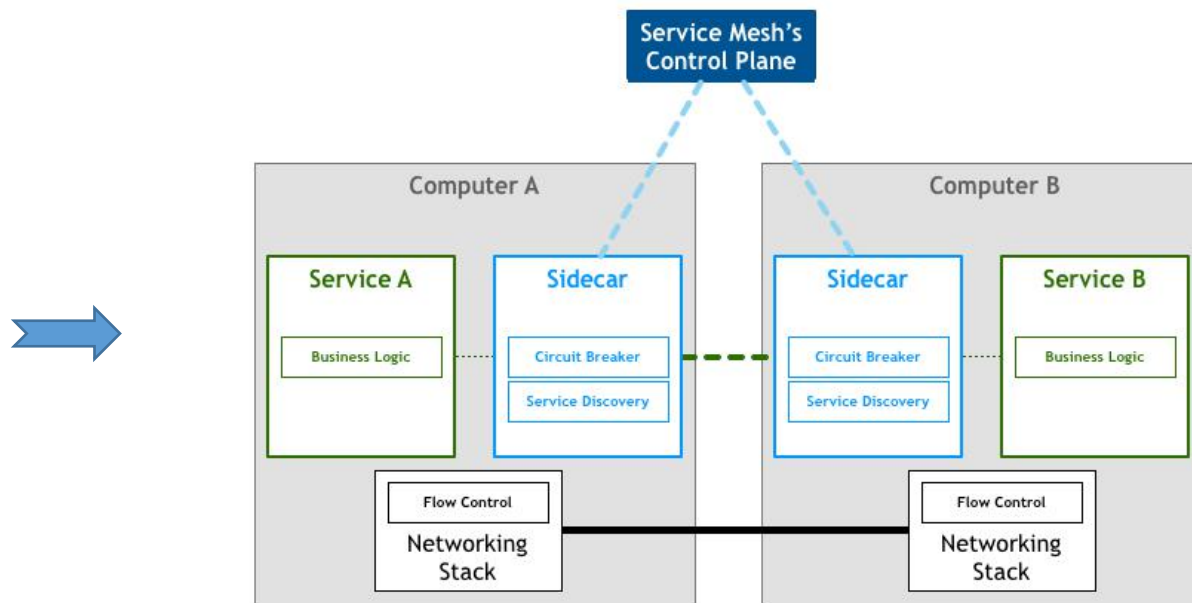 Service Mesh's
Control Plane
Computer A
Computer B
Service A
Sidecar
Sidecar
Service B
Business Logic
Circuit Breaker
Circuit Breaker
Business Logic
Service Discovery
Service Discovery
Flow Control
Flow Control
Networking
Stack
Networking
Stack